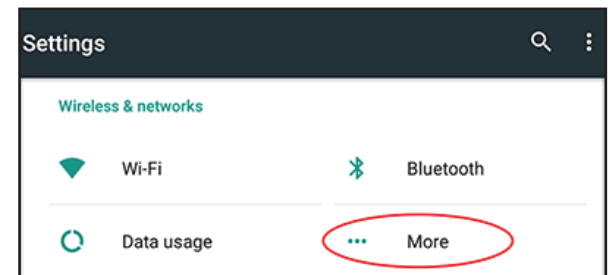 Settings
Wireless & networks
Wi-Fi Bluetooth
Data usage More